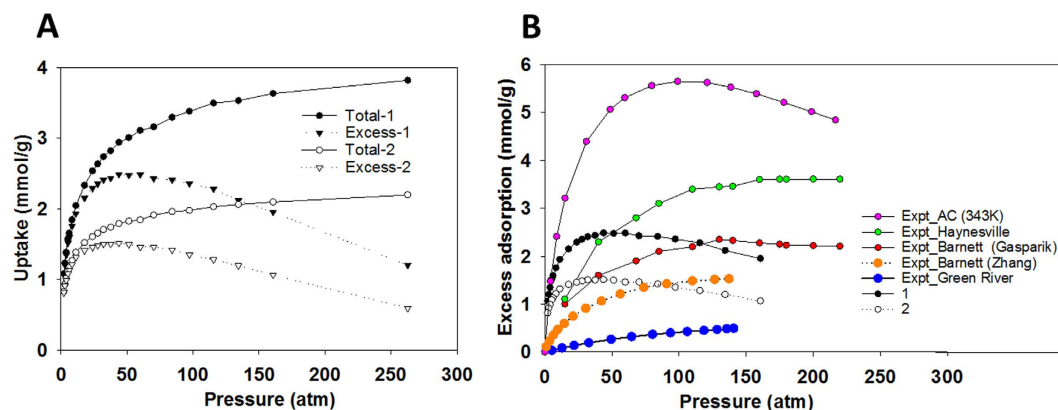 A
B
Uptake (mmol/g)
4
3
2
1
0
0 50 100 150 200 250 300
Pressure (atm)
Total-1
Excess-1
Total-2
Excess-2
Excess adsorption (mmol/g)
6
5
4
3
2
1
0
0 50 100 150 200 250 300
Pressure (atm)
Expt_AC (343K)
Expt_Haynesville
Expt_Barnett (Gasparik)
Expt_Barnett (Zhang)
Expt_Green River
1
2